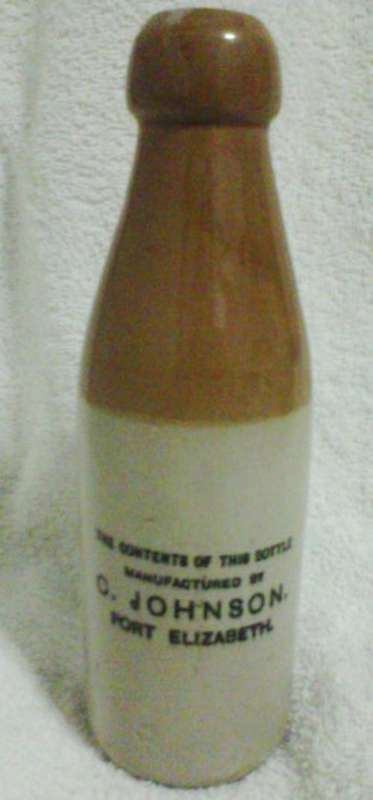 THE CONTENTS OF THIS BOTTLE
MANUFACTURED BY
C. JOHNSON.
PORT ELIZABETH.